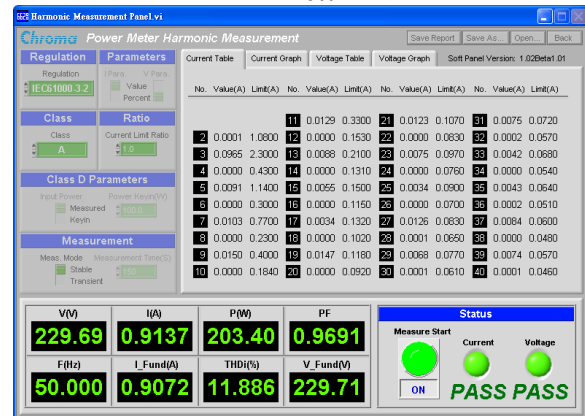 Harmonic Measurement Panel.vi
Chroma Power Meter Harmonic Measurement Save Report Save As... Open... Back
Regulation Parameters Current Table Current Graph Voltage Table Voltage Graph Soft Panel Version: 1.02Beta1.01
Regulation I Para. V Para.
IEC61000-3-2 Value
Percent
No. Value(A) Limit(A) No. Value(A) Limit(A) No. Value(A) Limit(A) No. Value(A) Limit(A)
Class Ratio
Class Current Limit Ratio
A 1.0
11 0.0129 0.3300 21 0.0123 0.1070 31 0.0075 0.0720
2 0.0001 1.0800 12 0.0000 0.1530 22 0.0000 0.0830 32 0.0002 0.0570
3 0.0965 2.3000 13 0.0088 0.2100 23 0.0075 0.0970 33 0.0042 0.0680
4 0.0000 0.4300 14 0.0000 0.1310 24 0.0000 0.0760 34 0.0000 0.0540
5 0.0091 1.1400 15 0.0055 0.1500 25 0.0034 0.0900 35 0.0043 0.0640
6 0.0000 0.3000 16 0.0000 0.1150 26 0.0000 0.0700 36 0.0002 0.0510
7 0.0103 0.7700 17 0.0034 0.1320 27 0.0126 0.0830 37 0.0084 0.0600
8 0.0000 0.2300 18 0.0000 0.1020 28 0.0001 0.0650 38 0.0000 0.0480
9 0.0150 0.4000 19 0.0147 0.1180 29 0.0068 0.0770 39 0.0074 0.0570
10 0.0000 0.1840 20 0.0000 0.0920 30 0.0001 0.0610 40 0.0001 0.0460
Class D Parameters
Input Power Power Keyin(W)
Measured
Keyin
Measurement
Meas. Mode Measurement Time(S)
Stable
Transient
V(V) I(A) P(W) PF
229.69 0.9137 203.40 0.9691
F(Hz) I_Fund(A) THDi(%) V_Fund(V)
50.000 0.9072 11.886 229.71
Status
Measure Start Current Voltage
ON PASS PASS